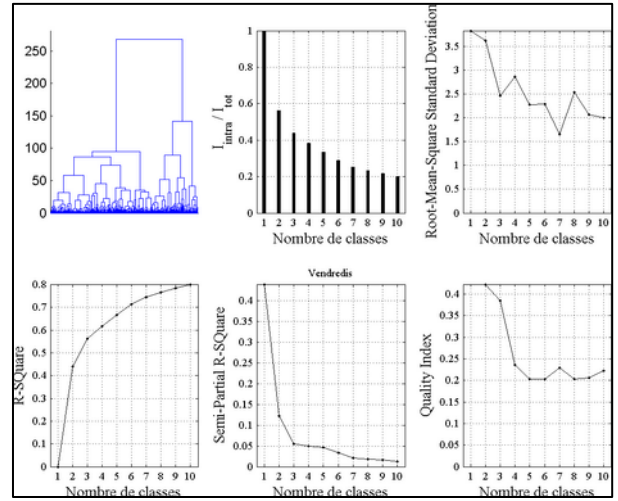 250
200
150
100
50
0
I_intra / I_tot
1
0.8
0.6
0.4
0.2
0
1 2 3 4 5 6 7 8 9 10
Nombre de classes
Root-Mean-Square Standard Deviation
3.5
3
2.5
2
1.5
1
0.5
0
1 2 3 4 5 6 7 8 9 10
Nombre de classes
R-SQuare
0.8
0.7
0.6
0.5
0.4
0.3
0.2
0.1
0
1 2 3 4 5 6 7 8 9 10
Nombre de classes
Vendredis
Semi-Partial R-SQuare
0.4
0.35
0.3
0.25
0.2
0.15
0.1
0.05
0
1 2 3 4 5 6 7 8 9 10
Nombre de classes
Quality Index
0.4
0.35
0.3
0.25
0.2
0.15
0.1
0.05
0
1 2 3 4 5 6 7 8 9 10
Nombre de classes